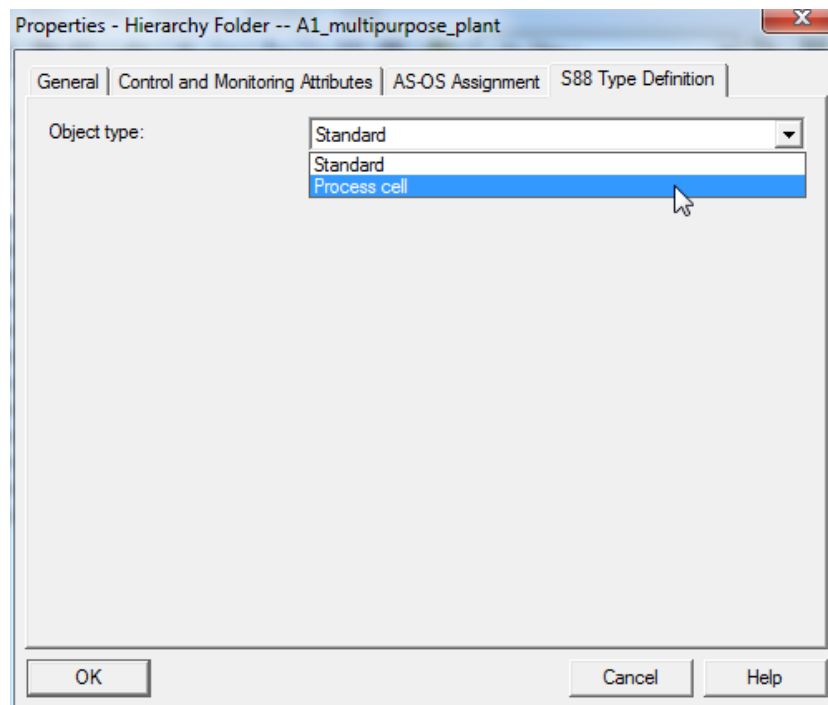 Properties - Hierarchy Folder -- A1_multipurpose_plant
General Control and Monitoring Attributes AS-OS Assignment S88 Type Definition
Object type: Standard
Standard
Process cell
OK Cancel Help